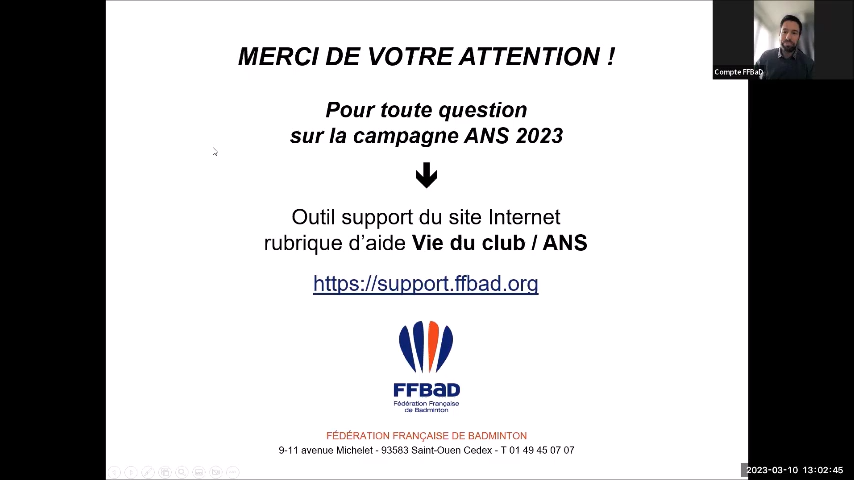 MERCI DE VOTRE ATTENTION !
Compte FFBaD
Pour toute question
sur la campagne ANS 2023
Outil support du site Internet
rubrique d'aide Vie du club / ANS
https://support.ffbad.org
FFBaD
Fédération Française
de Badminton
FÉDÉRATION FRANÇAISE DE BADMINTON
9-11 avenue Michelet - 93583 Saint-Ouen Cedex - T 01 49 45 07 07
2023-03-10 13:02:45